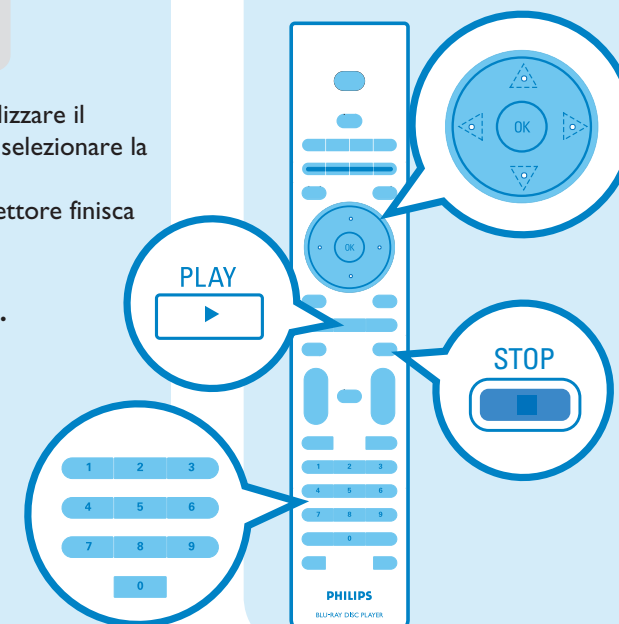 lizzare il
selezionare la
ettore finisca
.
OK
OK
PLAY
STOP
1 2 3
4 5 6
7 8 9
0
1 2 3
4 5 6
7 8 9
0
PHILIPS
BLU-RAY DISC PLAYER